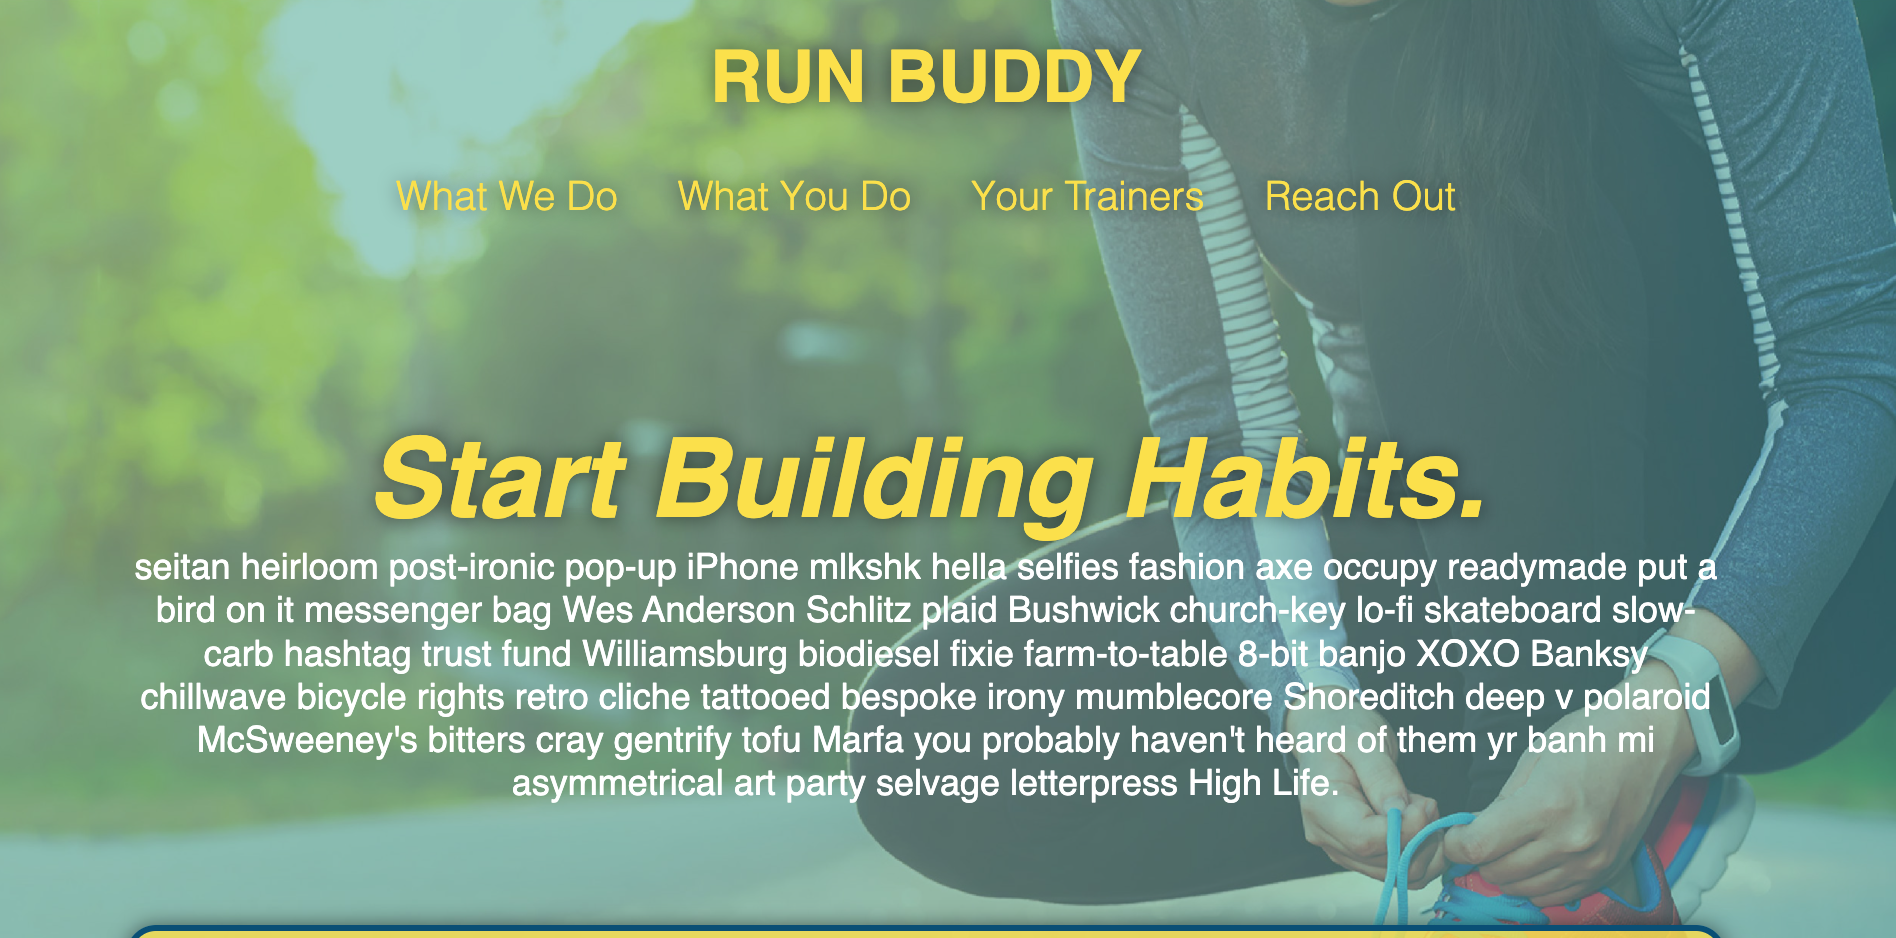 RUN BUDDY
What We Do What You Do Your Trainers Reach Out
Start Building Habits.
seitan heirloom post-ironic pop-up iPhone mlkshk hella selfies fashion axe occupy readymade put a
bird on it messenger bag Wes Anderson Schlitz plaid Bushwick church-key lo-fi skateboard slow-
carb hashtag trust fund Williamsburg biodiesel fixie farm-to-table 8-bit banjo XOXO Banksy
chillwave bicycle rights retro cliche tattooed bespoke irony mumblecore Shoreditch deep v polaroid
McSweeney's bitters cray gentrify tofu Marfa you probably haven't heard of them yr banh mi
asymmetrical art party selvage letterpress High Life.